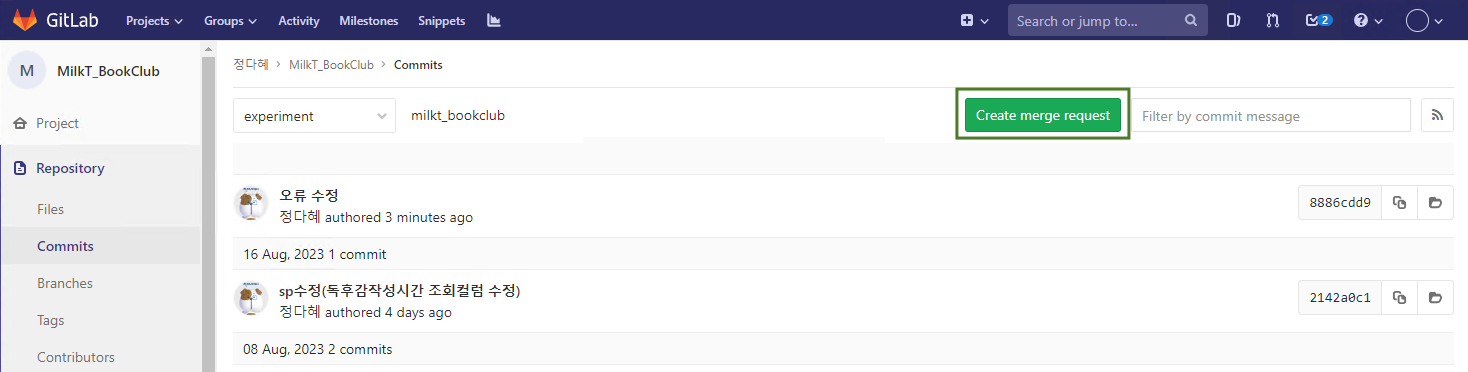 GitLab Projects Groups Activity Milestones Snippets Search or jump to... 2
M MilkT_BookClub
Project
Repository
Files
Commits
Branches
Tags
Contributors
정다혜 > MilkT_BookClub > Commits
experiment milkt_bookclub Create merge request Filter by commit message
오류 수정
정다혜 authored 3 minutes ago
8886cdd9
16 Aug, 2023 1 commit
sp수정(독후감작성시간 조회컬럼 수정)
정다혜 authored 4 days ago
2142a0c1
08 Aug, 2023 2 commits